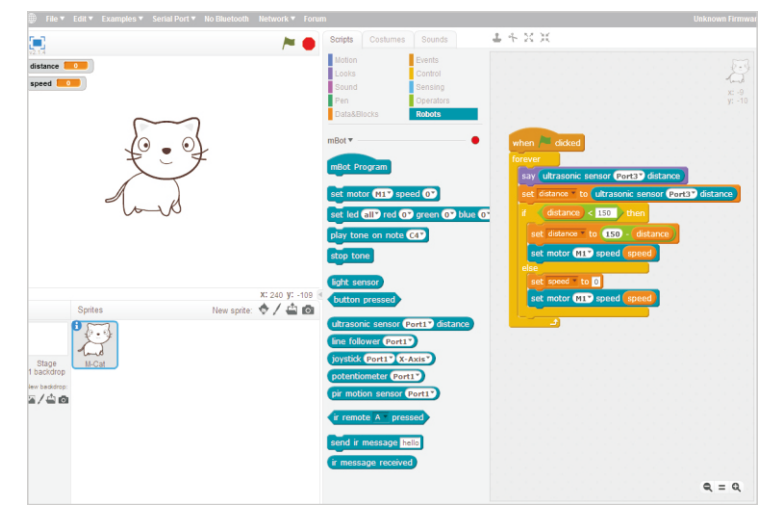 File Edit Examples Serial Port No Bluetooth Network Forum Unknown Firmwar
Scripts Costumes Sounds
distance 0
speed 0
Motion Events
Looks Control
Sound Sensing
Pen Operators
Data&Blocks Robots
x: -9
y: -10
mBot
mBot Program
set motor M1 speed 0
set led all red 0 green 0 blue 0
play tone on note C4
stop tone
light sensor
button pressed
ultrasonic sensor Port1 distance
line follower Port1
joystick Port1 X-Axis
potentiometer Port1
pir motion sensor Port1
ir remote A pressed
send ir message hello
ir message received
when clicked
forever
say ultrasonic sensor Port3 distance
set distance to ultrasonic sensor Port3 distance
if distance < 150 then
set distance to 150 - distance
set motor M1 speed speed
else
set speed to 0
set motor M1 speed speed
X: 240 Y: -109
Sprites New sprite:
M-Cat
Stage
1 backdrop
New backdrop: